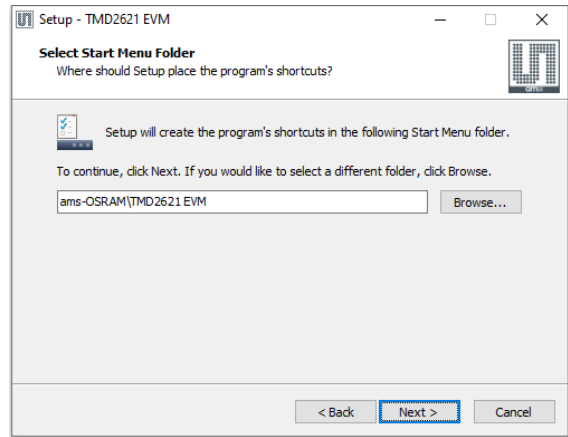 Setup - TMD2621 EVM
Select Start Menu Folder
Where should Setup place the program's shortcuts?
Setup will create the program's shortcuts in the following Start Menu folder.
To continue, click Next. If you would like to select a different folder, click Browse.
ams-OSRAM\TMD2621 EVM
Browse...
< Back
Next >
Cancel